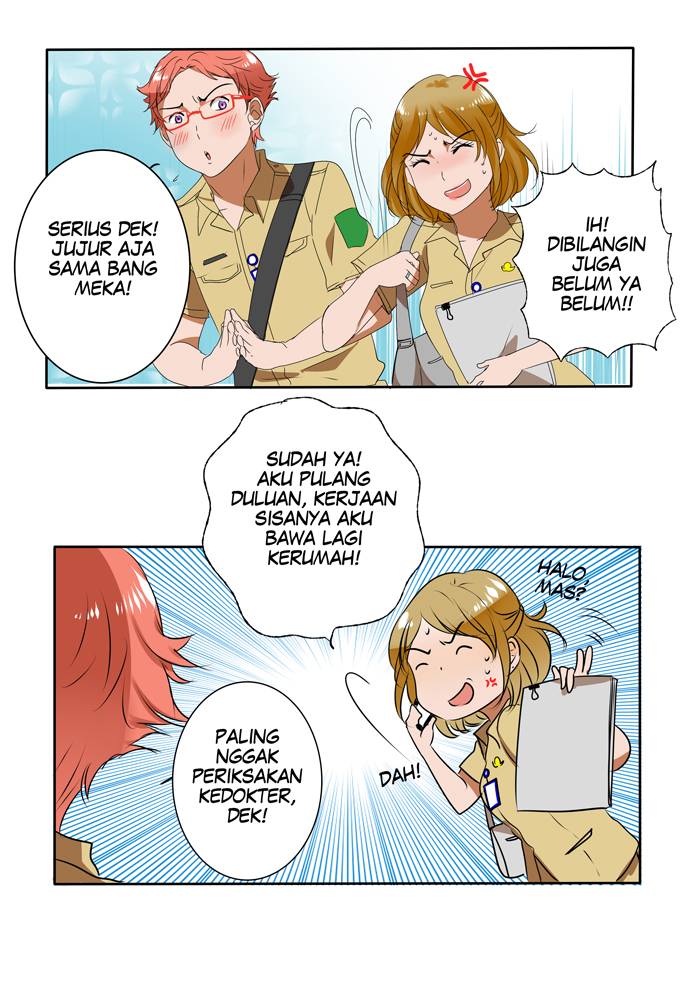 SERIUS DEK!
JUJUR AJA
SAMA BANG
MEKA!
IH!
DIBILANGIN
JUGA
BELUM YA
BELUM!!
SUDAH YA!
AKU PULANG
DULUAN, KERJAAN
SISANYA AKU
BAWA LAGI
KERUMAH!
HALO,
MAS?
DAH!
PALING
NGGAK
PERIKSAKAN
KEDOKTER,
DEK!